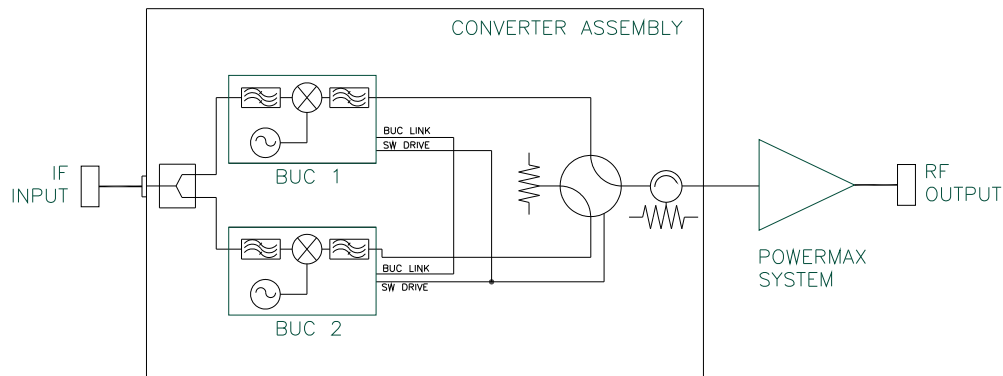 CONVERTER ASSEMBLY
IF
INPUT
BUC LINK
SW DRIVE
BUC 1
BUC LINK
SW DRIVE
BUC 2
RF
OUTPUT
POWERMAX
SYSTEM